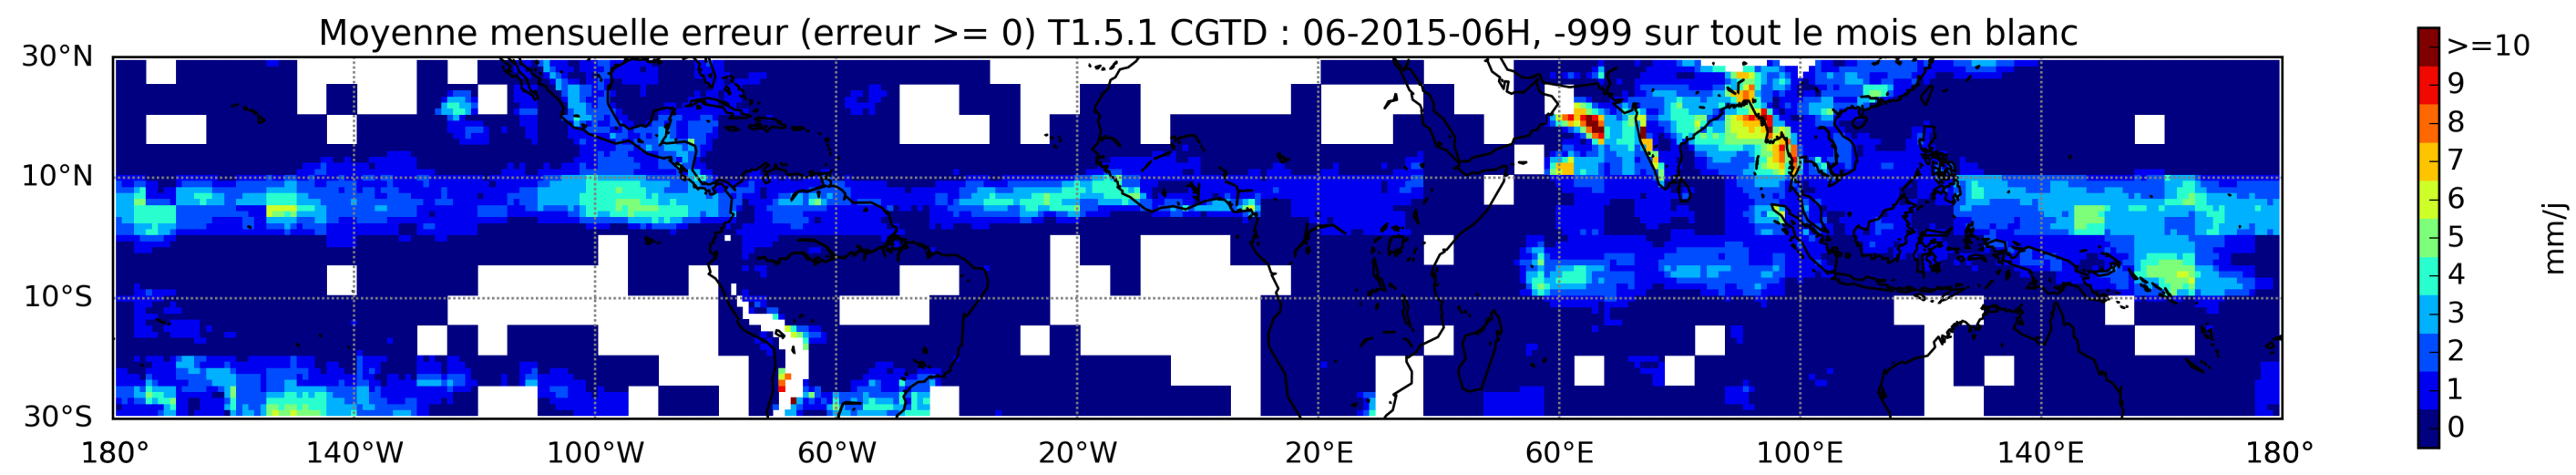 Moyenne mensuelle erreur (erreur >= 0) T1.5.1 CGTD : 06-2015-06H, -999 sur tout le mois en blanc
30°N
10°N
10°S
30°S
180° 140°W 100°W 60°W 20°W 20°E 60°E 100°E 140°E 180°
>=10
9
8
7
6
5
4
3
2
1
0
mm/j